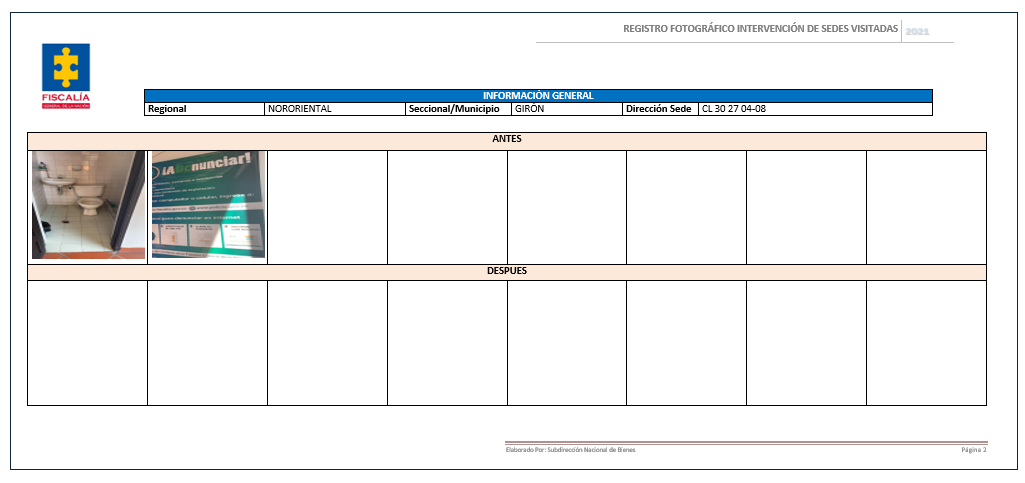 REGISTRO FOTOGRÁFICO INTERVENCIÓN DE SEDES VISITADAS 2021
FISCALÍA
GENERAL DE LA NACIÓN
INFORMACIÓN GENERAL
Regional NORORIENTAL Seccional/Municipio GIRÓN Dirección Sede CL 30 27 04-08
ANTES
¡A Denunciar!
DESPUES
Elaborado Por: Subdirección Nacional de Bienes Página 2